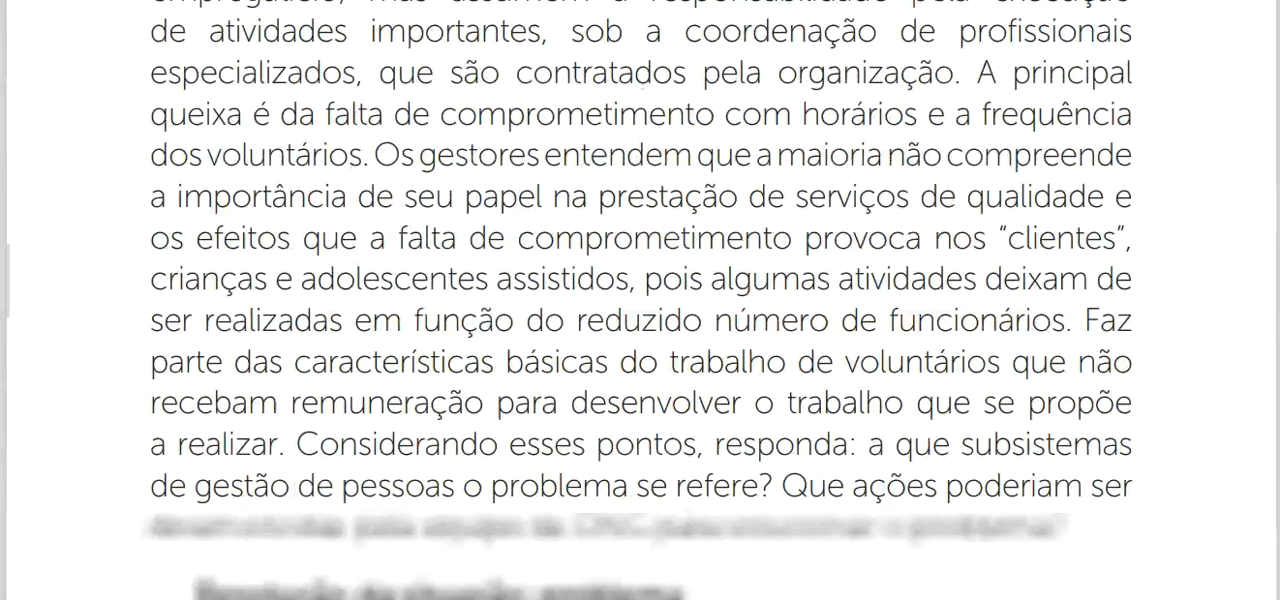 de atividades importantes, sob a coordenação de profissionais
especializados, que são contratados pela organização. A principal
queixa é da falta de comprometimento com horários e a frequência
dos voluntários. Os gestores entendem que a maioria não compreende
a importância de seu papel na prestação de serviços de qualidade e
os efeitos que a falta de comprometimento provoca nos “clientes”,
crianças e adolescentes assistidos, pois algumas atividades deixam de
ser realizadas em função do reduzido número de funcionários. Faz
parte das características básicas do trabalho de voluntários que não
recebam remuneração para desenvolver o trabalho que se propõe
a realizar. Considerando esses pontos, responda: a que subsistemas
de gestão de pessoas o problema se refere? Que ações poderiam ser